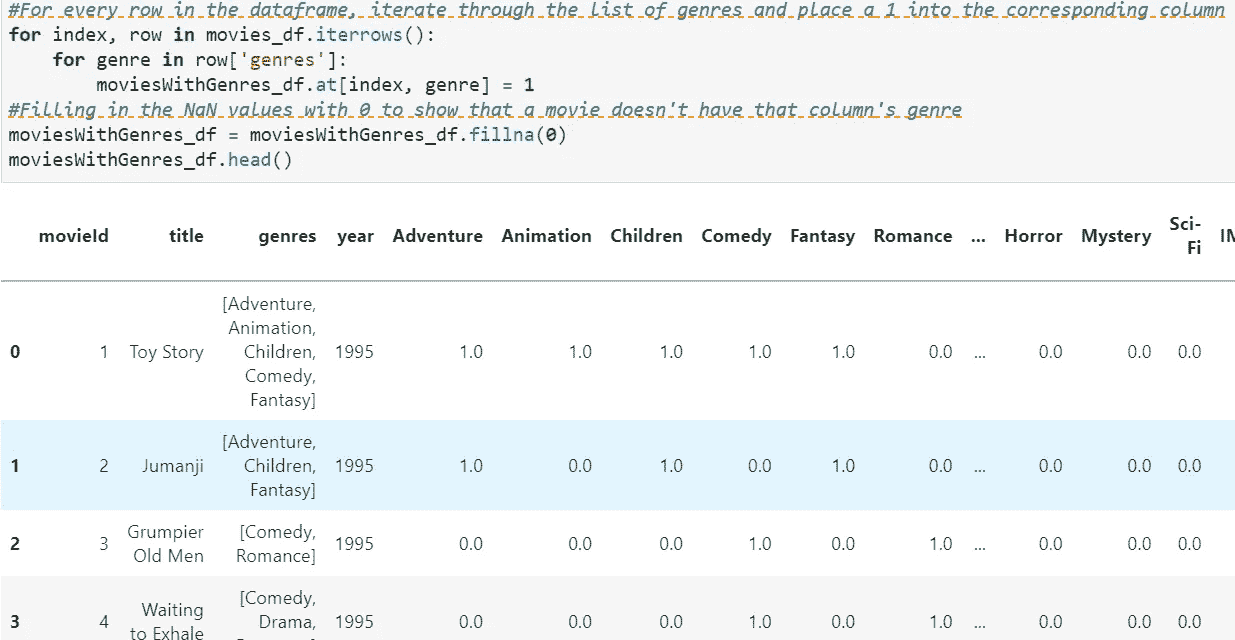 #For every row in the dataframe, iterate through the list of genres and place a 1 into the corresponding column
for index, row in movies_df.iterrows():
    for genre in row['genres']:
        moviesWithGenres_df.at[index, genre] = 1
#Filling in the NaN values with 0 to show that a movie doesn't have that column's genre
moviesWithGenres_df = moviesWithGenres_df.fillna(0)
moviesWithGenres_df.head()
movieId title genres year Adventure Animation Children Comedy Fantasy Romance ... Horror Mystery Sci-
Fi
[Adventure,
Animation,
0 1 Toy Story Children, 1995 1.0 1.0 1.0 1.0 1.0 0.0 ... 0.0 0.0 0.0
Comedy,
Fantasy]
[Adventure,
1 2 Jumanji Children, 1995 1.0 0.0 1.0 0.0 1.0 0.0 ... 0.0 0.0 0.0
Fantasy]
Grumpier [Comedy,
2 3 1995 0.0 0.0 0.0 1.0 0.0 1.0 ... 0.0 0.0 0.0
Old Men Romance]
[Comedy,
Waiting
3 4 Drama, 1995 0.0 0.0 0.0 1.0 0.0 1.0 ... 0.0 0.0 0.0
to Exhale